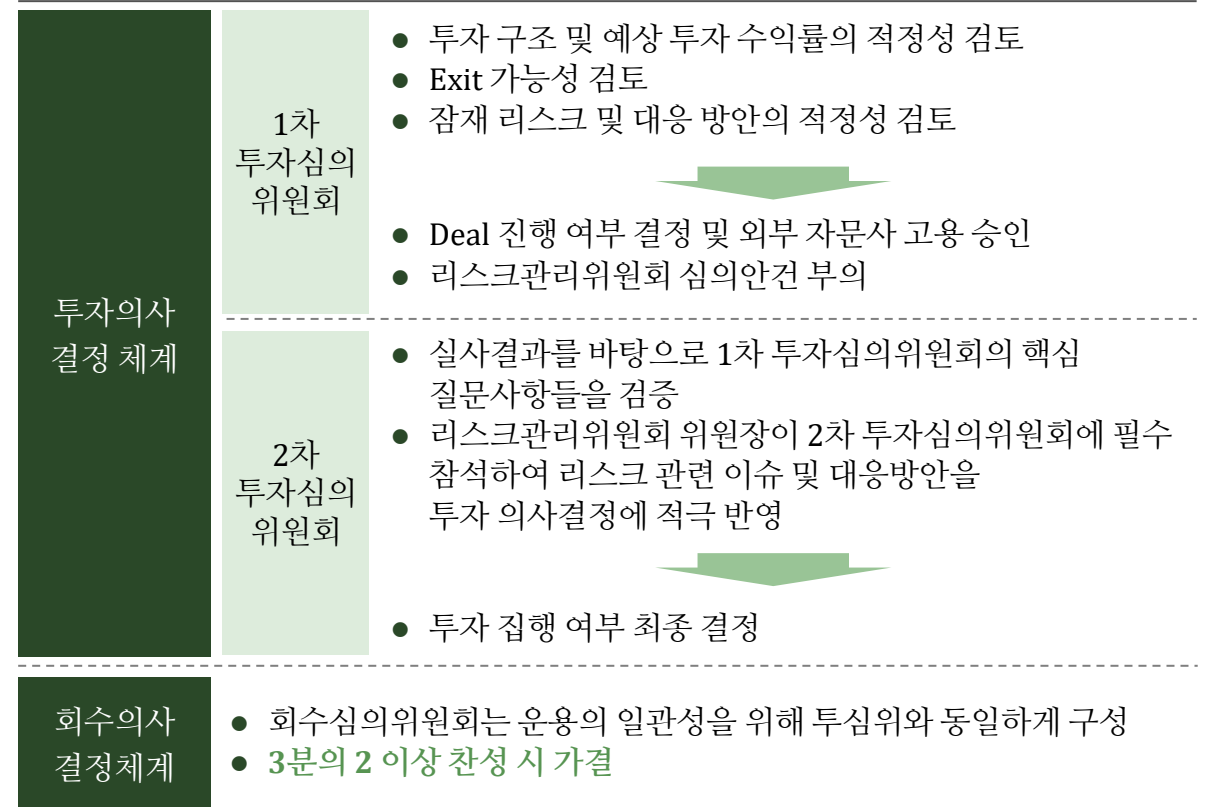 투자의사
결정 체계
1차
투자심의
위원회
● 투자 구조 및 예상 투자 수익률의 적정성 검토
● Exit 가능성 검토
● 잠재 리스크 및 대응 방안의 적정성 검토
● Deal 진행 여부 결정 및 외부 자문사 고용 승인
● 리스크관리위원회 심의안건 부의
2차
투자심의
위원회
● 실사결과를 바탕으로 1차 투자심의위원회의 핵심
질문사항들을 검증
● 리스크관리위원회 위원장이 2차 투자심의위원회에 필수
참석하여 리스크 관련 이슈 및 대응방안을
투자 의사결정에 적극 반영
● 투자 집행 여부 최종 결정
회수의사
결정체계
● 회수심의위원회는 운용의 일관성을 위해 투심위와 동일하게 구성
● 3분의 2 이상 찬성 시 가결